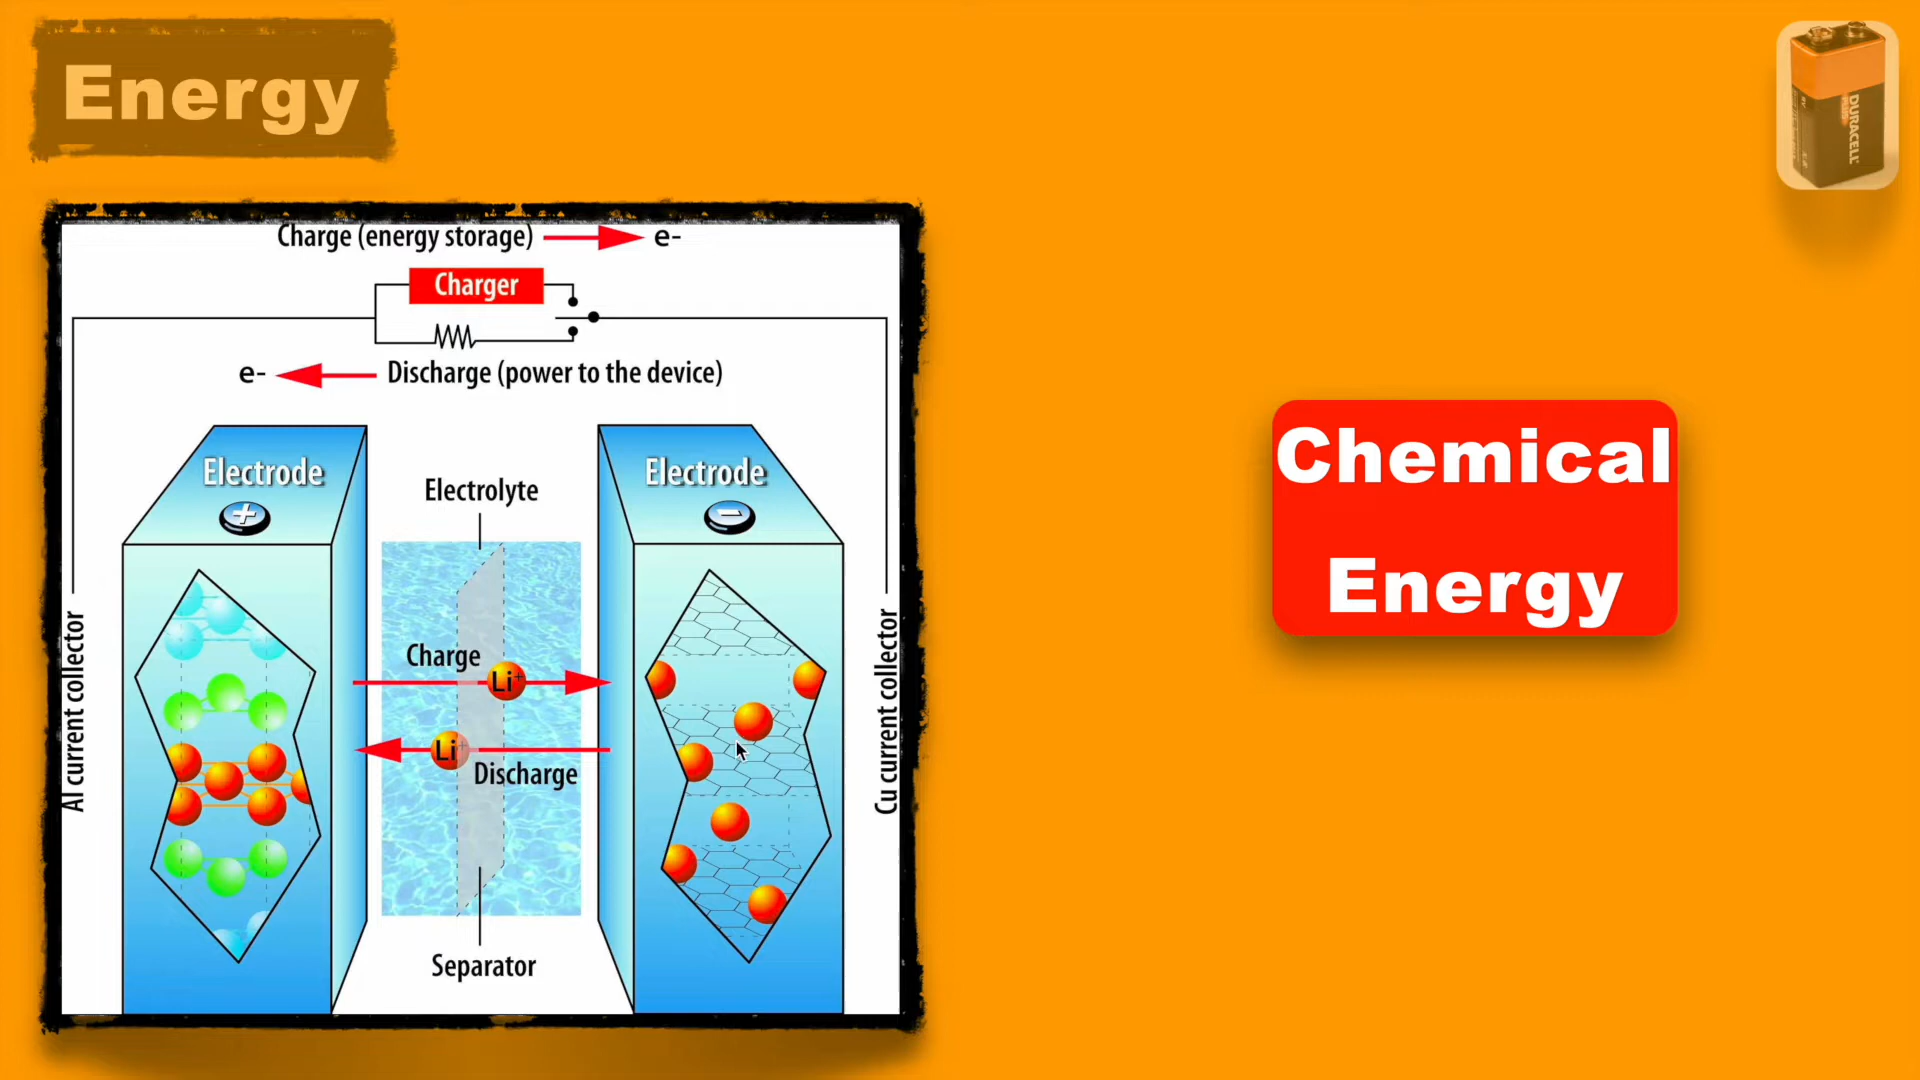 Energy
DURACELL
Charge (energy storage) e-
Charger
e- Discharge (power to the device)
Electrode
+
Electrolyte
Electrode
-
Al current collector
Charge
Li+
Li+
Discharge
Cu current collector
Separator
Chemical
Energy